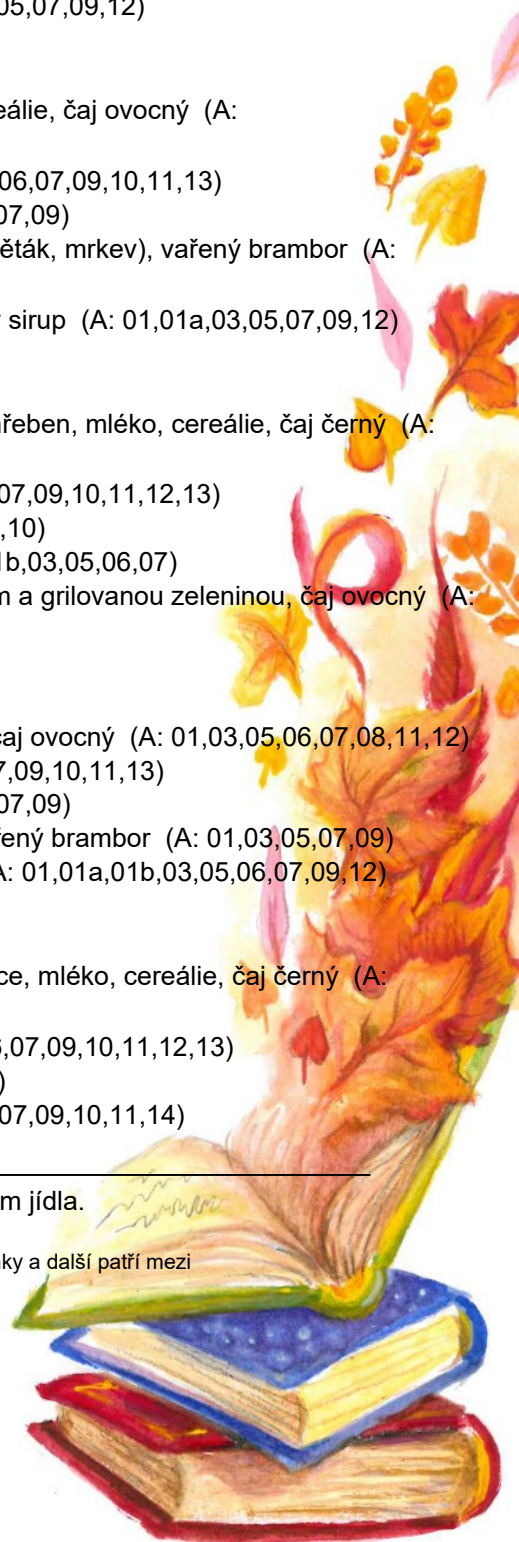 05,07,09,12)
eálie, čaj ovocný (A:
06,07,09,10,11,13)
07,09)
ěták, mrkev), vařený brambor (A:
sirup (A: 01,01a,03,05,07,09,12)
řeben, mléko, cereálie, čaj černý (A:
07,09,10,11,12,13)
,10)
1b,03,05,06,07)
m a grilovanou zeleninou, čaj ovocný (A:
čaj ovocný (A: 01,03,05,06,07,08,11,12)
7,09,10,11,13)
07,09)
řený brambor (A: 01,03,05,07,09)
A: 01,01a,01b,03,05,06,07,09,12)
ce, mléko, cereálie, čaj černý (A:
6,07,09,10,11,12,13)
)
07,09,10,11,14)
m jídla.
ky a další patří mezi